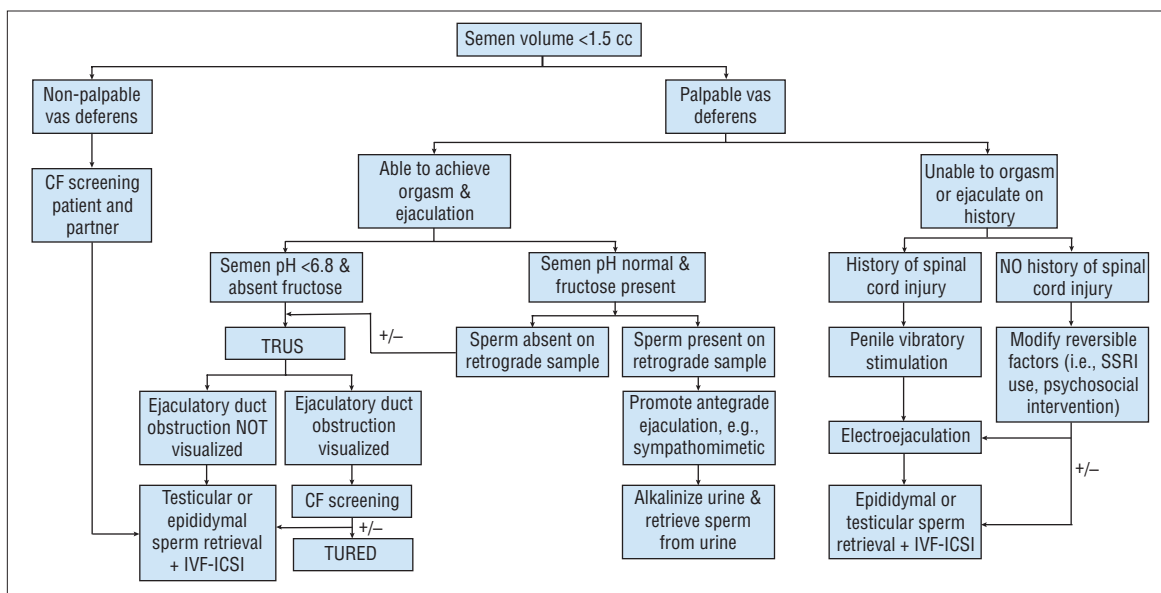 Semen volume <1.5 cc
Non-palpable
vas deferens
Palpable vas
deferens
CF screening
patient and
partner
Able to achieve
orgasm &
ejaculation
Unable to orgasm
or ejaculate on
history
Semen pH <6.8 &
absent fructose
Semen pH normal &
fructose present
History of spinal
cord injury
NO history of spinal
cord injury
TRUS
+/–
Sperm absent on
retrograde sample
Sperm present on
retrograde sample
Penile vibratory
stimulation
Modify reversible
factors (i.e., SSRI
use, psychosocial
intervention)
Ejaculatory duct
obstruction NOT
visualized
Ejaculatory duct
obstruction
visualized
Promote antegrade
ejaculation, e.g.,
sympathomimetic
Electroejaculation
+/–
Testicular or
epididymal
sperm retrieval
+ IVF-ICSI
CF screening
+/–
TURED
Alkalinize urine &
retrieve sperm
from urine
Epididymal or
testicular sperm
retrieval + IVF-ICSI